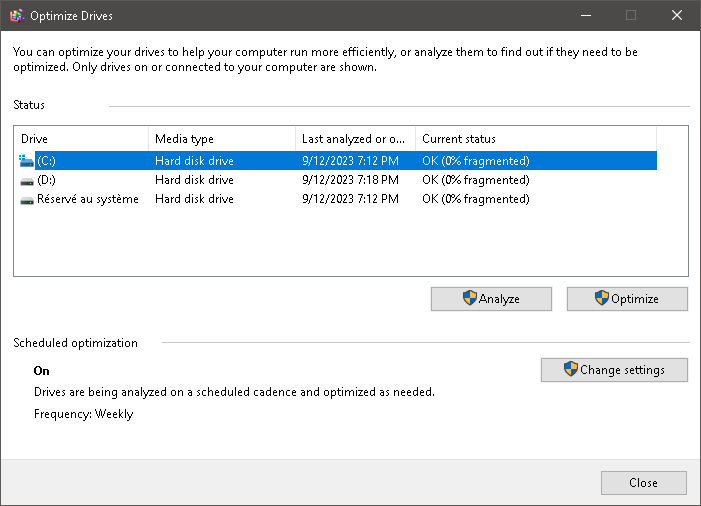 Optimize Drives
You can optimize your drives to help your computer run more efficiently, or analyze them to find out if they need to be
optimized. Only drives on or connected to your computer are shown.
Status
Drive Media type Last analyzed or o... Current status
(C:) Hard disk drive 9/12/2023 7:12 PM OK (0% fragmented)
(D:) Hard disk drive 9/12/2023 7:18 PM OK (0% fragmented)
Réservé au système Hard disk drive 9/12/2023 7:12 PM OK (0% fragmented)
Analyze Optimize
Scheduled optimization
On
Change settings
Drives are being analyzed on a scheduled cadence and optimized as needed.
Frequency: Weekly
Close